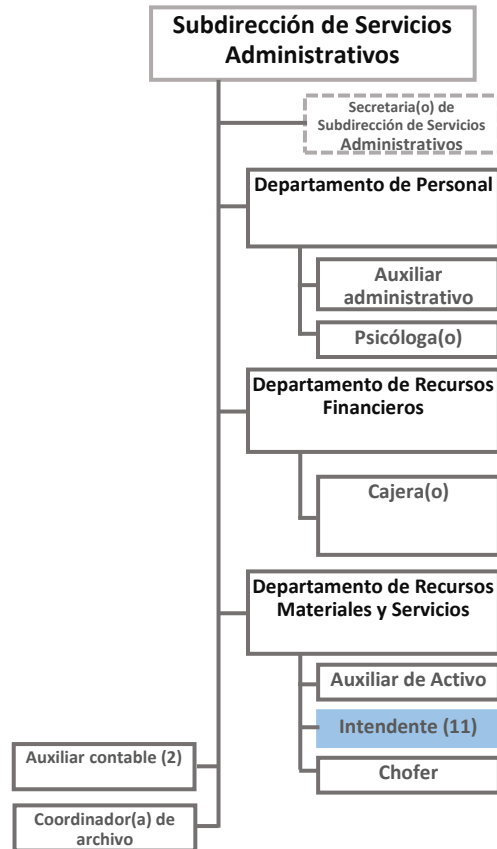 Subdirección de Servicios
Administrativos
Secretaria(o) de
Subdirección de Servicios
Administrativos
Departamento de Personal
Auxiliar
administrativo
Psicóloga(o)
Departamento de Recursos
Financieros
Cajera(o)
Departamento de Recursos
Materiales y Servicios
Auxiliar de Activo
Intendente (11)
Chofer
Auxiliar contable (2)
Coordinador(a) de
archivo